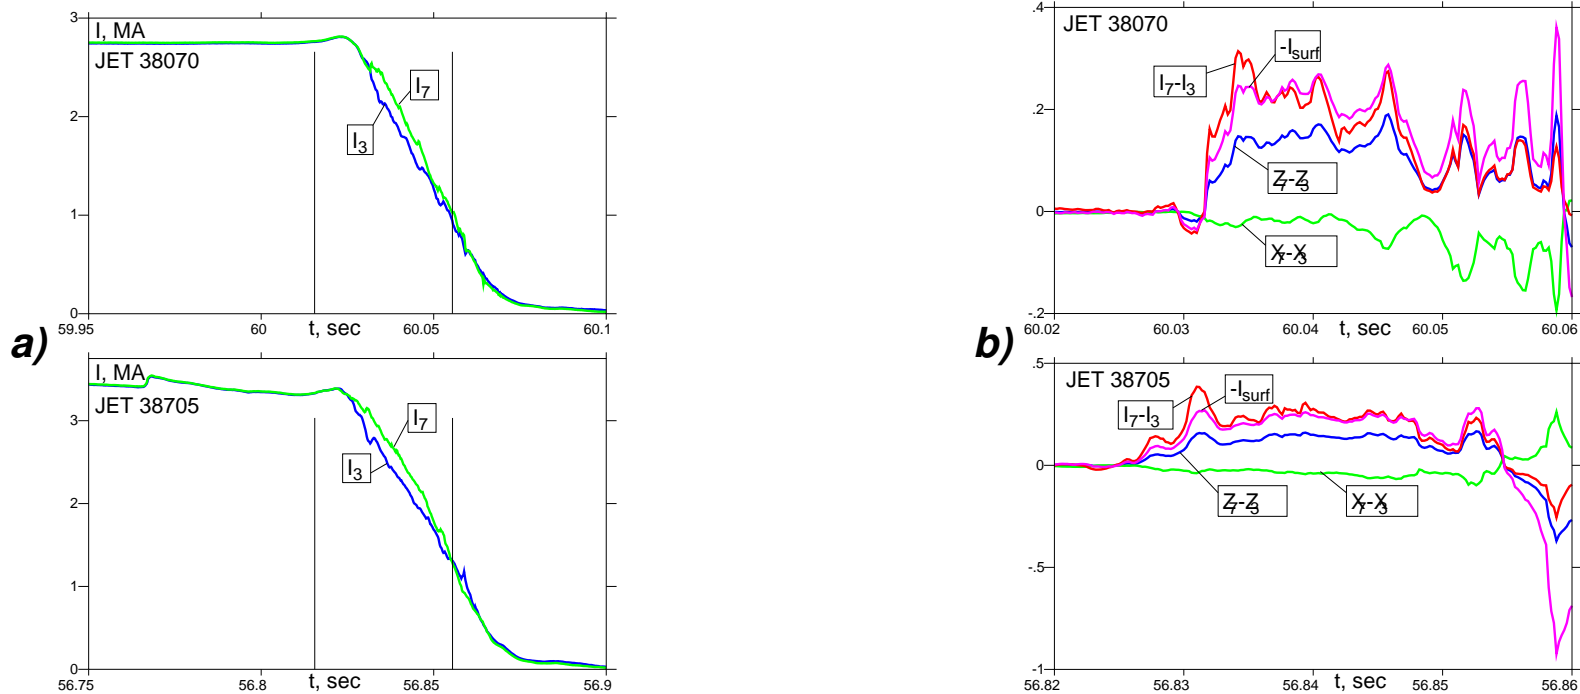 3
I, MA
JET 38070
I7
I3
2
1
0
59.95
60
t, sec
60.05
60.1
a)
I, MA
JET 38705
3
I7
I3
2
1
0
56.75
56.8
t, sec
56.85
56.9
.4
JET 38070
-Isurf
I7-I3
.2
Z7-Z3
0
X7-X3
-.2
60.02
60.03
60.04
t, sec
60.05
60.06
b)
.5
JET 38705
-Isurf
I7-I3
0
Z7-Z3
X7-X3
-.5
-1
56.82
56.83
56.84
t, sec
56.85
56.86